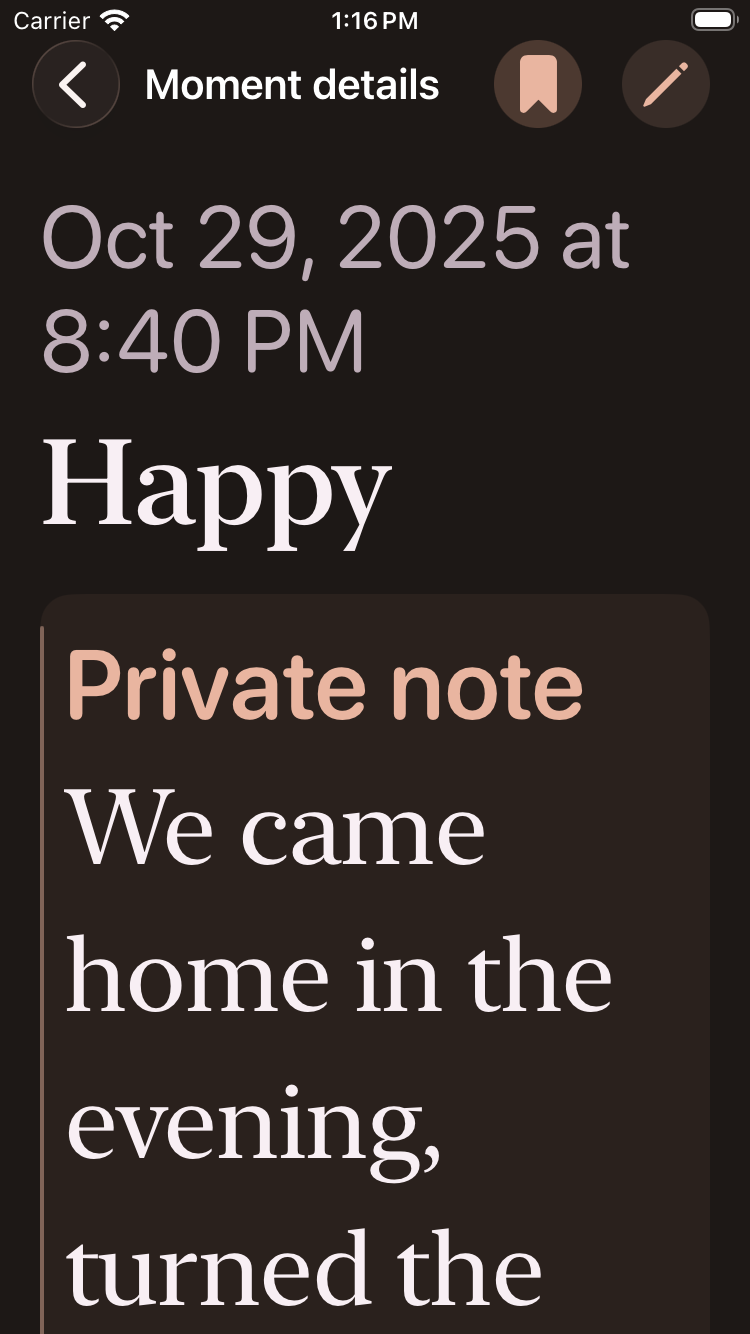 Carrier 1:16 PM
Moment details
Oct 29, 2025 at
8:40 PM
Happy
Private note
We came
home in the
evening,
turned the